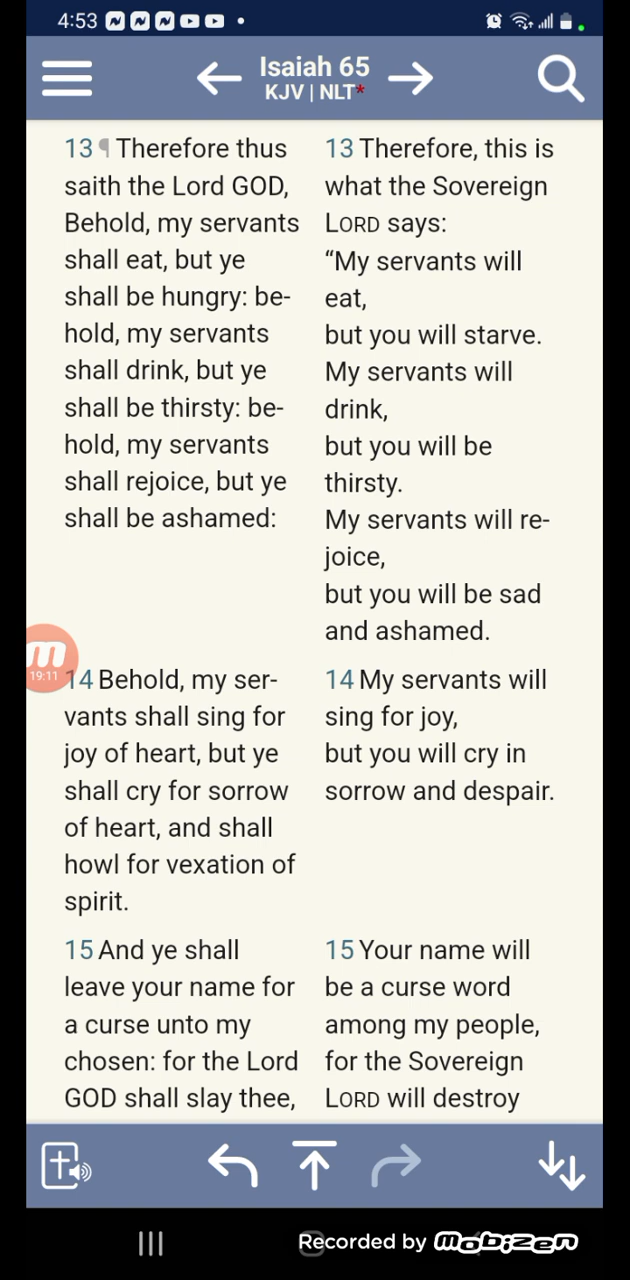 4:53
Isaiah 65
KJV | NLT*
13 ¶ Therefore thus
saith the Lord GOD,
Behold, my servants
shall eat, but ye
shall be hungry: be-
hold, my servants
shall drink, but ye
shall be thirsty: be-
hold, my servants
shall rejoice, but ye
shall be ashamed:
13 Therefore, this is
what the Sovereign
LORD says:
“My servants will
eat,
but you will starve.
My servants will
drink,
but you will be
thirsty.
My servants will re-
joice,
but you will be sad
and ashamed.
19:11
14 Behold, my ser-
vants shall sing for
joy of heart, but ye
shall cry for sorrow
of heart, and shall
howl for vexation of
spirit.
14 My servants will
sing for joy,
but you will cry in
sorrow and despair.
15 And ye shall
leave your name for
a curse unto my
chosen: for the Lord
GOD shall slay thee,
15 Your name will
be a curse word
among my people,
for the Sovereign
LORD will destroy
Recorded by mobizen